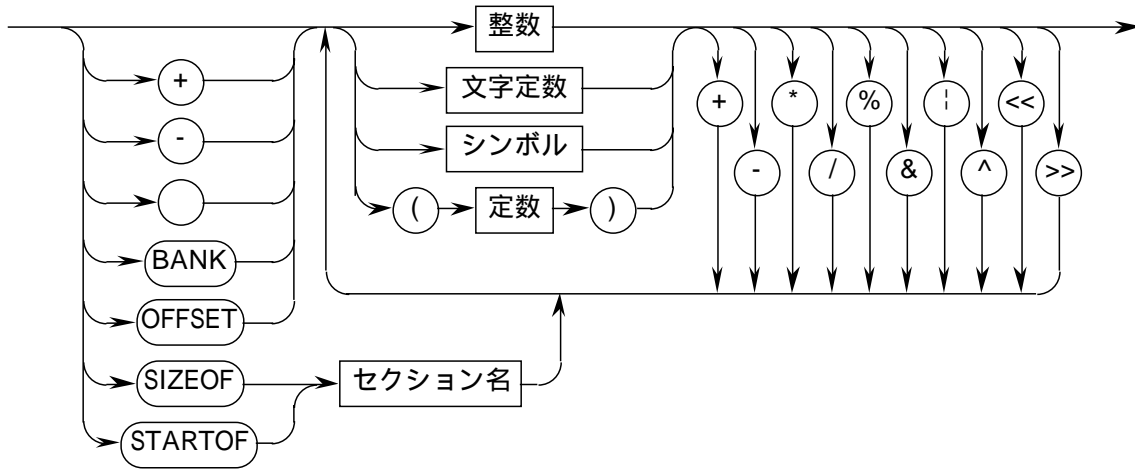 整数
+
文字定数
-
シンボル
( 定数 )
BANK
OFFSET
SIZEOF
セクション名
STARTOF
+ * % ¦ <<
- / & ^ >>